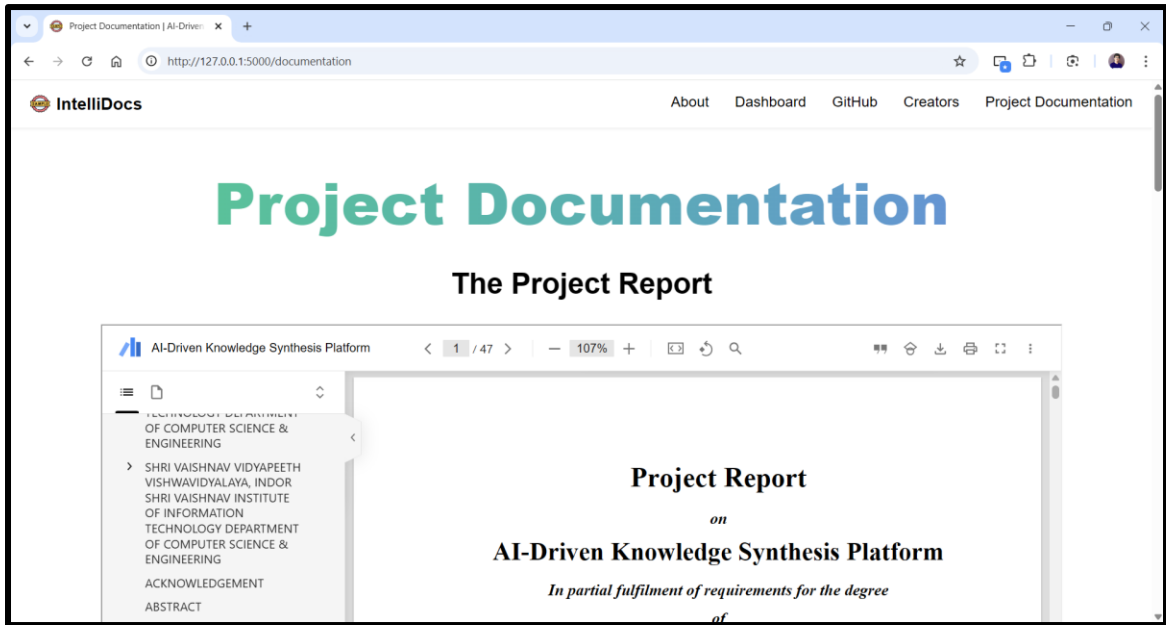 Project Documentation | AI-Driven
http://127.0.0.1:5000/documentation
IntelliDocs
About Dashboard GitHub Creators Project Documentation
Project Documentation
The Project Report
AI-Driven Knowledge Synthesis Platform
1 / 47
107%
TECHNOLOGY DEPARTMENT
OF COMPUTER SCIENCE &
ENGINEERING
SHRI VAISHNAV VIDYAPEETH
VISHWAVIDYALAYA, INDOR
SHRI VAISHNAV INSTITUTE
OF INFORMATION
TECHNOLOGY DEPARTMENT
OF COMPUTER SCIENCE &
ENGINEERING
ACKNOWLEDGEMENT
ABSTRACT
Project Report
on
AI-Driven Knowledge Synthesis Platform
In partial fulfilment of requirements for the degree
of